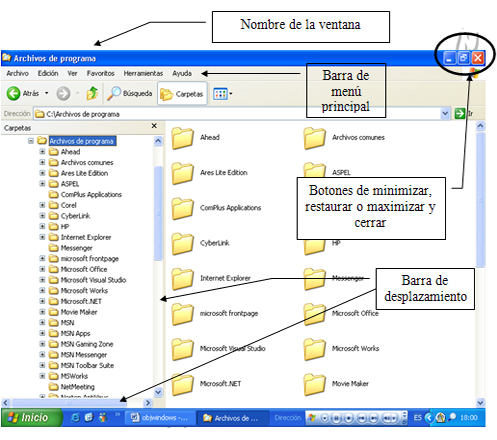 Nombre de la ventana
Archivos de programa
Archivo Edición Ver Favoritos Herramientas Ayuda
Barra de
menú
principal
Atrás Búsqueda Carpetas
Dirección C:\Archivos de programa Ir
Carpetas
Archivos de programa
Ahead
Archivos comunes
Ares Lite Edition
ASPEL
ComPlus Applications
Corel
CyberLink
HP
Internet Explorer
Messenger
microsoft frontpage
Microsoft Office
Microsoft Visual Studio
Microsoft Works
Microsoft.NET
Movie Maker
MSN
MSN Apps
MSN Gaming Zone
MSN Messenger
MSN Toolbar Suite
MSWorks
NetMeeting
Norton AntiVirus
Ahead Archivos comunes
Ares Lite Edition ASPEL
ComPlus Applications
CyberLink HP
Internet Explorer Messenger
microsoft frontpage Microsoft Office
Microsoft Visual Studio Microsoft Works
Microsoft.NET Movie Maker
Botones de minimizar,
restaurar o maximizar y
cerrar
Barra de
desplazamiento
Inicio objwindows -... Archivos de ... Dirección ES 18:00